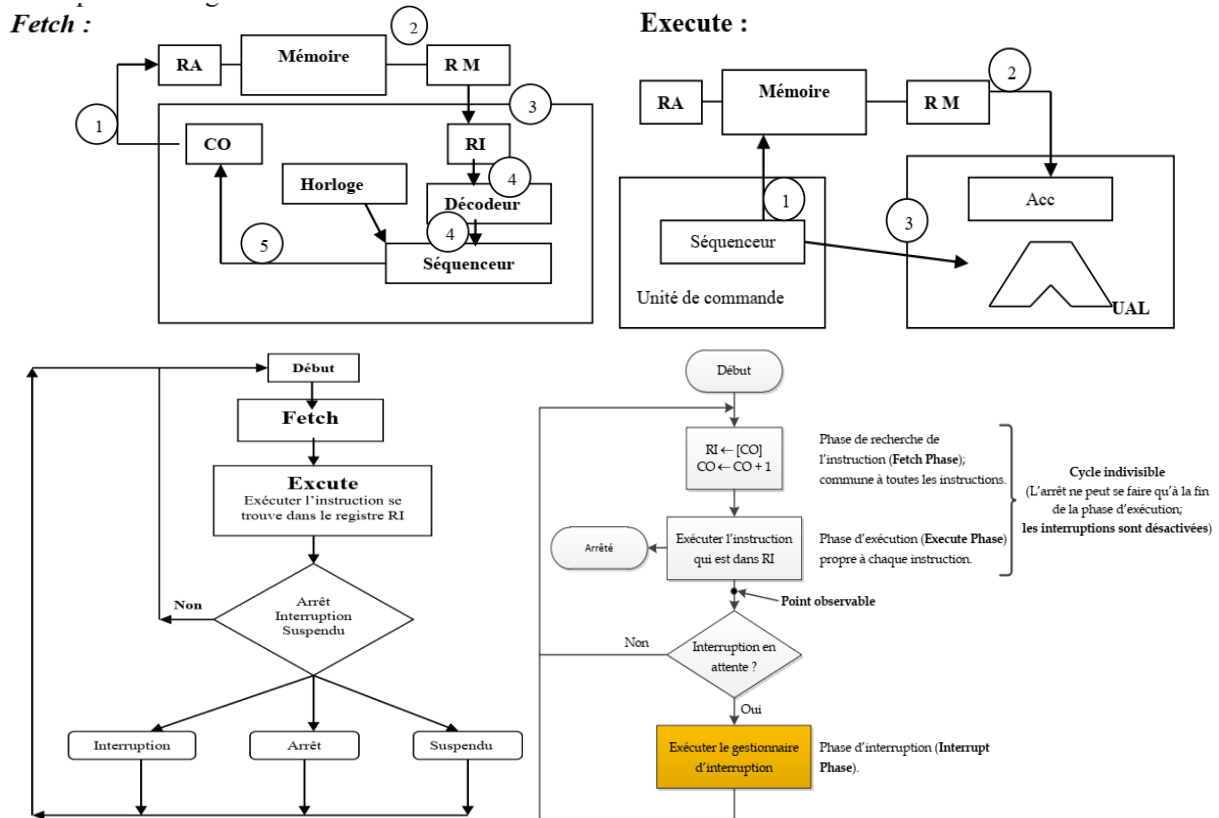 Fetch :
2
RA
Mémoire
R M
1
3
CO
RI
Horloge
4
Décodeur
4
5
Séquenceur
Execute :
RA
Mémoire
R M
2
1
Acc
3
Séquenceur
Unité de commande
UAL
Début
Fetch
Excute
Exécuter l’instruction se
trouve dans le registre RI
Non
Arrêt
Interruption
Suspendu
Interruption
Arrêt
Suspendu
Début
RI ← [CO]
CO ← CO + 1
Phase de recherche de
l’instruction (Fetch Phase);
commune à toutes les instructions.
Cycle indivisible
(L’arrêt ne peut se faire qu’à la fin
de la phase d’exécution;
les interruptions sont désactivées)
Arrêté
Exécuter l’instruction
qui est dans RI
Phase d’exécution (Execute Phase)
propre à chaque instruction.
Point observable
Non
Interruption en
attente ?
Oui
Exécuter le gestionnaire
d’interruption
Phase d’interruption (Interrupt
Phase).